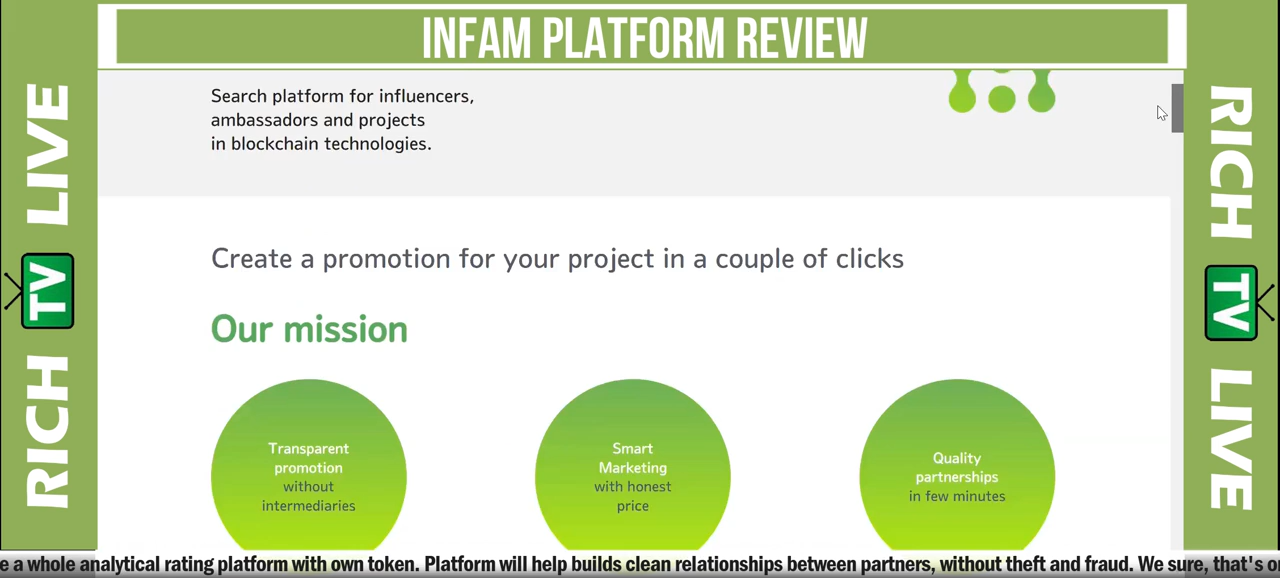 INFAM PLATFORM REVIEW
RICH TV LIVE
Search platform for influencers,
ambassadors and projects
in blockchain technologies.
Create a promotion for your project in a couple of clicks
Our mission
Transparent
promotion
without
intermediaries
Smart
Marketing
with honest
price
Quality
partnerships
in few minutes
RICH TV LIVE
a whole analytical rating platform with own token. Platform will help builds clean relationships between partners, without theft and fraud. We sure, that's